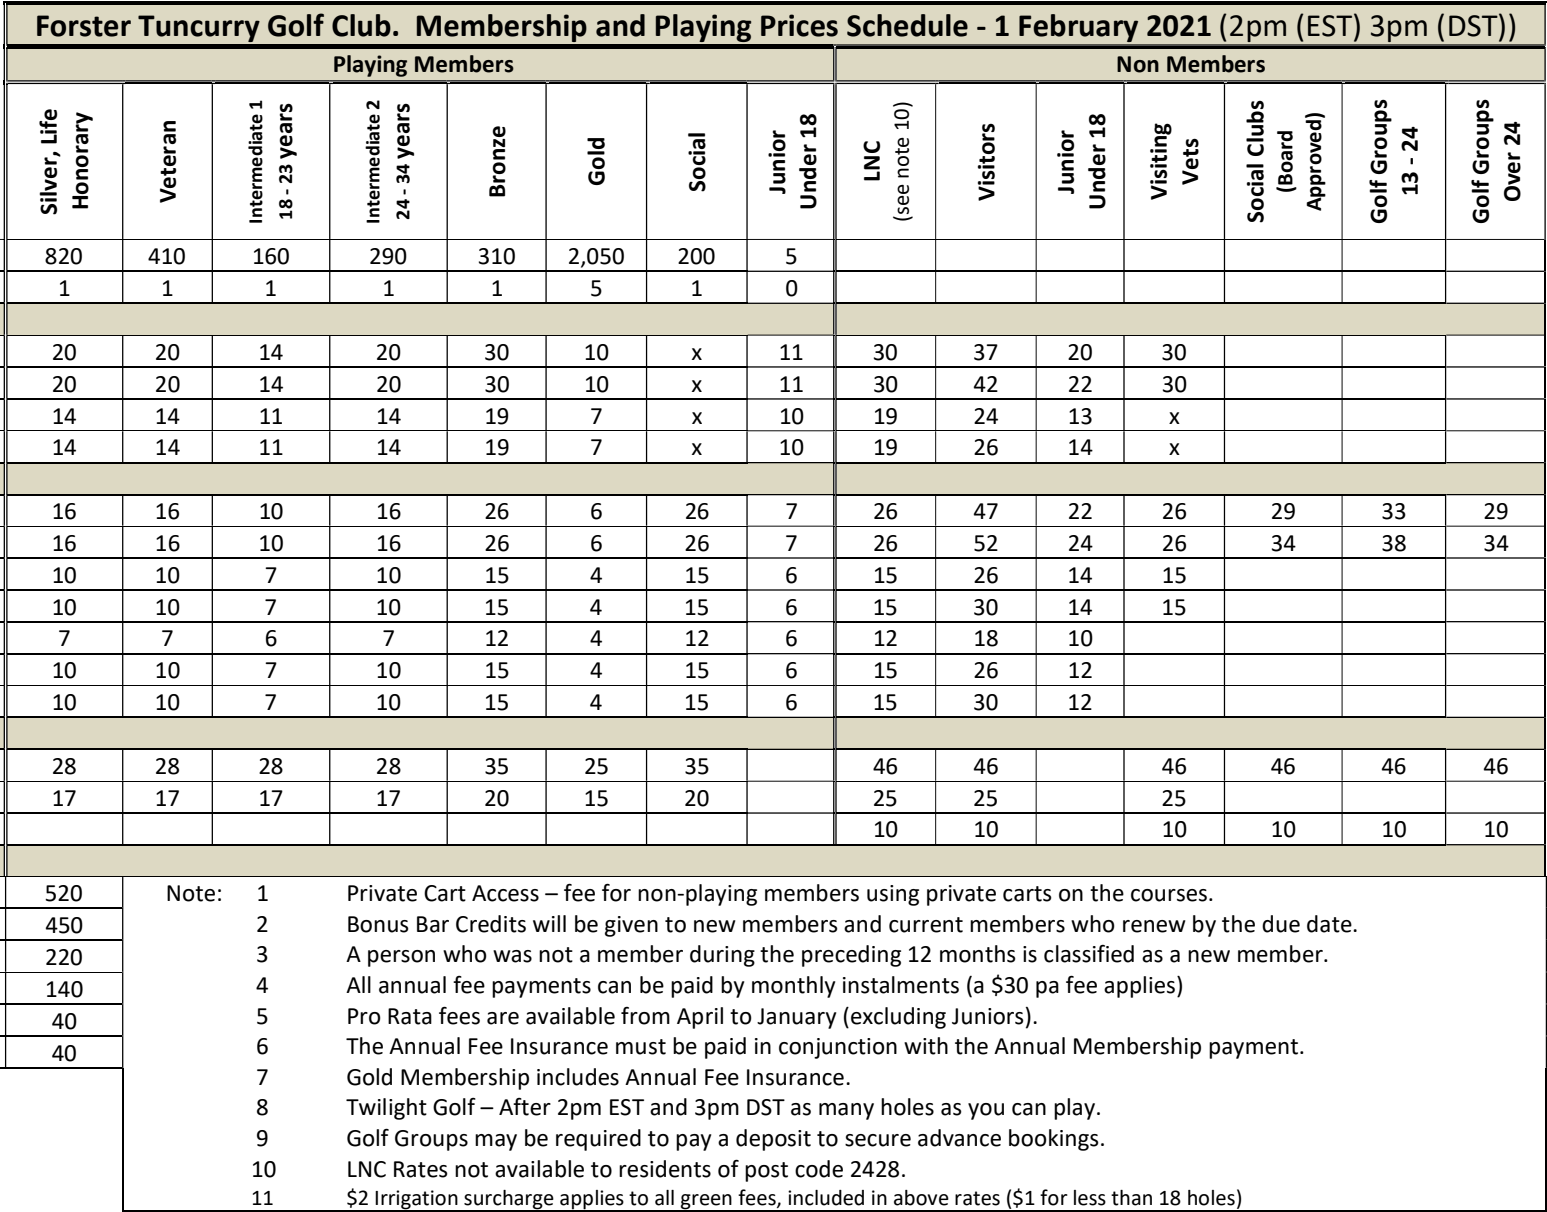 Forster Tuncurry Golf Club. Membership and Playing Prices Schedule - 1 February 2021 (2pm (EST) 3pm (DST))
Playing Members Non Members
Silver, Life Honorary Veteran Intermediate 1 18 - 23 years Intermediate 2 24 - 34 years Bronze Gold Social Junior Under 18 LNC (see note 10) Visitors Junior Under 18 Visiting Vets Social Clubs (Board Approved) Golf Groups 13 - 24 Golf Groups Over 24
820 410 160 290 310 2,050 200 5
1 1 1 1 1 5 1 0
20 20 14 20 30 10 x 11 30 37 20 30
20 20 14 20 30 10 x 11 30 42 22 30
14 14 11 14 19 7 x 10 19 24 13 x
14 14 11 14 19 7 x 10 19 26 14 x
16 16 10 16 26 6 26 7 26 47 22 26 29 33 29
16 16 10 16 26 6 26 7 26 52 24 26 34 38 34
10 10 7 10 15 4 15 6 15 26 14 15
10 10 7 10 15 4 15 6 15 30 14 15
7 7 6 7 12 4 12 6 12 18 10
10 10 7 10 15 4 15 6 15 26 12
10 10 7 10 15 4 15 6 15 30 12
28 28 28 28 35 25 35 46 46 46 46 46 46
17 17 17 17 20 15 20 25 25 25
10 10 10 10 10 10
520 Note: 1 Private Cart Access – fee for non-playing members using private carts on the courses.
450 2 Bonus Bar Credits will be given to new members and current members who renew by the due date.
220 3 A person who was not a member during the preceding 12 months is classified as a new member.
140 4 All annual fee payments can be paid by monthly instalments (a $30 pa fee applies)
40 5 Pro Rata fees are available from April to January (excluding Juniors).
40 6 The Annual Fee Insurance must be paid in conjunction with the Annual Membership payment.
7 Gold Membership includes Annual Fee Insurance.
8 Twilight Golf – After 2pm EST and 3pm DST as many holes as you can play.
9 Golf Groups may be required to pay a deposit to secure advance bookings.
10 LNC Rates not available to residents of post code 2428.
11 $2 Irrigation surcharge applies to all green fees, included in above rates ($1 for less than 18 holes)